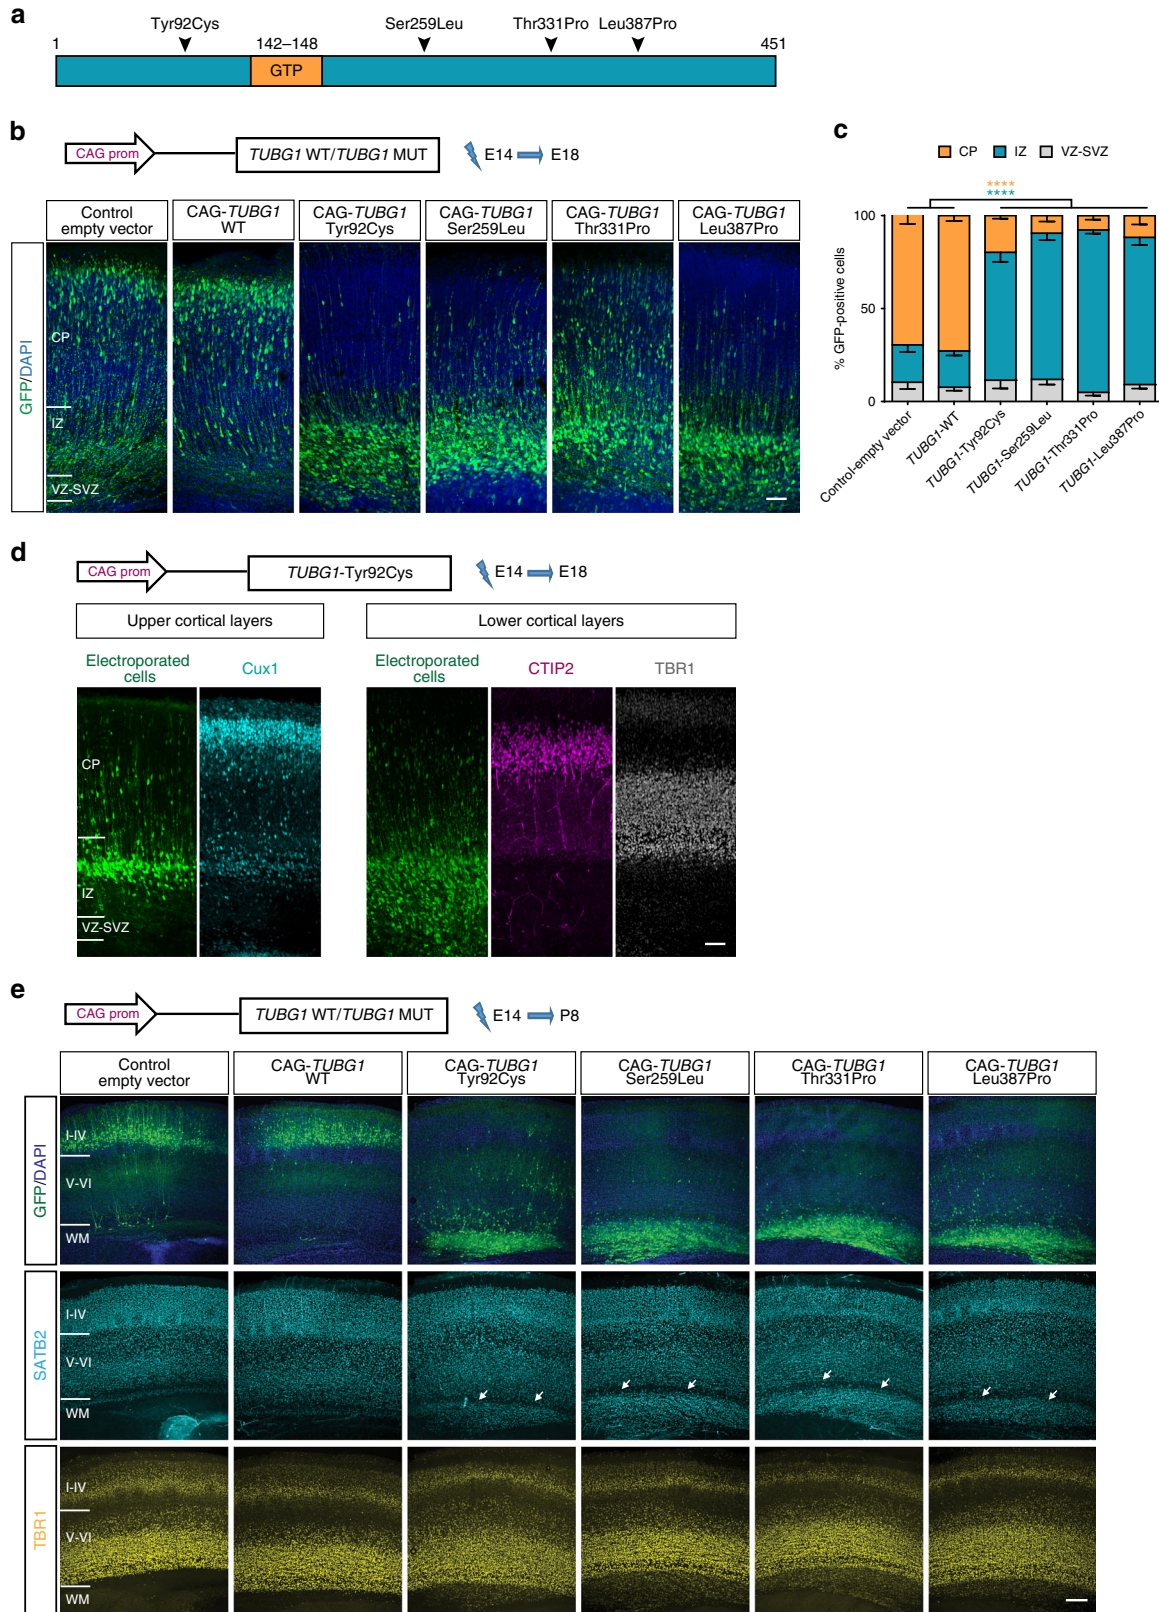 a
Tyr92Cys Ser259Leu Thr331Pro Leu387Pro
1 142–148 451
GTP
b
CAG prom TUBG1 WT/TUBG1 MUT E14 E18
Control empty vector
CAG-TUBG1 WT
CAG-TUBG1 Tyr92Cys
CAG-TUBG1 Ser259Leu
CAG-TUBG1 Thr331Pro
CAG-TUBG1 Leu387Pro
GFP/DAPI
CP
IZ
VZ-SVZ
c
CP IZ VZ-SVZ
****
****
% GFP-positive cells
100
50
0
Control-empty vector
TUBG1-WT
TUBG1-Tyr92Cys
TUBG1-Ser259Leu
TUBG1-Thr331Pro
TUBG1-Leu387Pro
d
CAG prom TUBG1-Tyr92Cys E14 E18
Upper cortical layers
Lower cortical layers
Electroporated cells
Cux1
Electroporated cells
CTIP2
TBR1
CP
IZ
VZ-SVZ
e
CAG prom TUBG1 WT/TUBG1 MUT E14 P8
Control empty vector
CAG-TUBG1 WT
CAG-TUBG1 Tyr92Cys
CAG-TUBG1 Ser259Leu
CAG-TUBG1 Thr331Pro
CAG-TUBG1 Leu387Pro
GFP/DAPI
I-IV
V-VI
WM
SATB2
I-IV
V-VI
WM
TBR1
I-IV
V-VI
WM